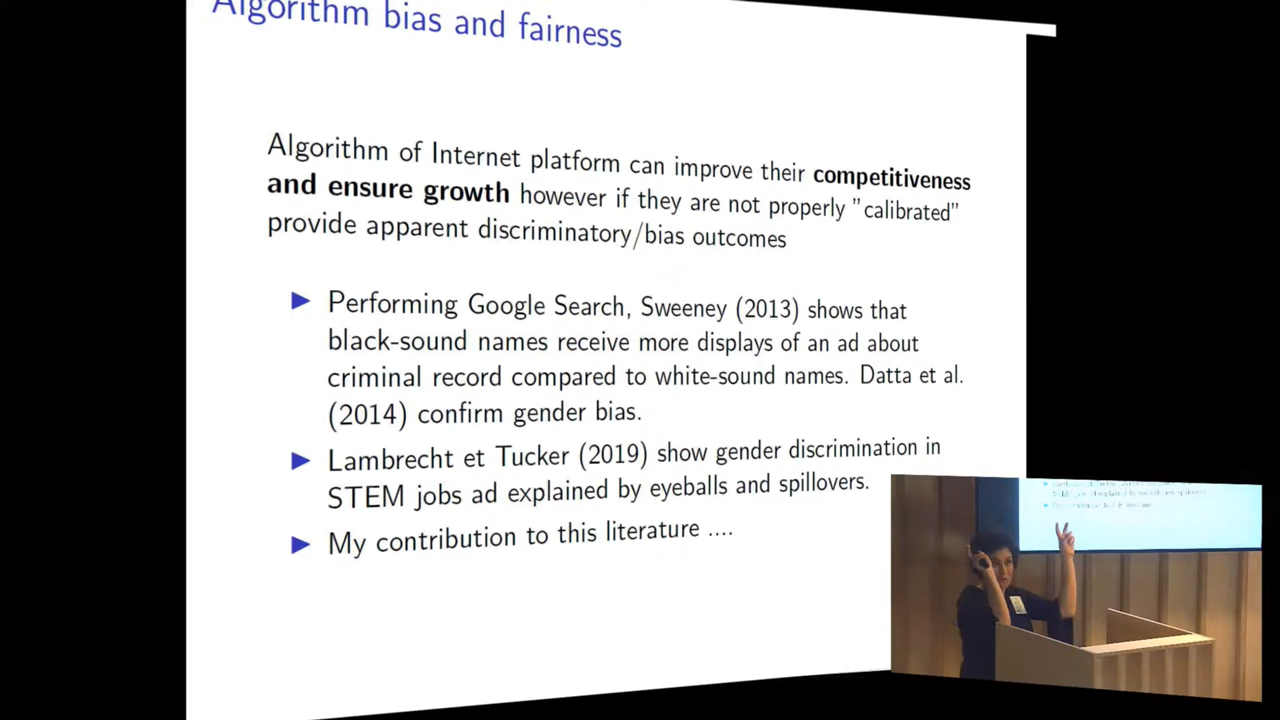 Algorithm bias and fairness
Algorithm of Internet platform can improve their competitiveness
and ensure growth however if they are not properly "calibrated"
provide apparent discriminatory/bias outcomes
▶ Performing Google Search, Sweeney (2013) shows that
black-sound names receive more displays of an ad about
criminal record compared to white-sound names. Datta et al.
(2014) confirm gender bias.
▶ Lambrecht et Tucker (2019) show gender discrimination in
STEM jobs ad explained by eyeballs and spillovers.
▶ My contribution to this literature ....